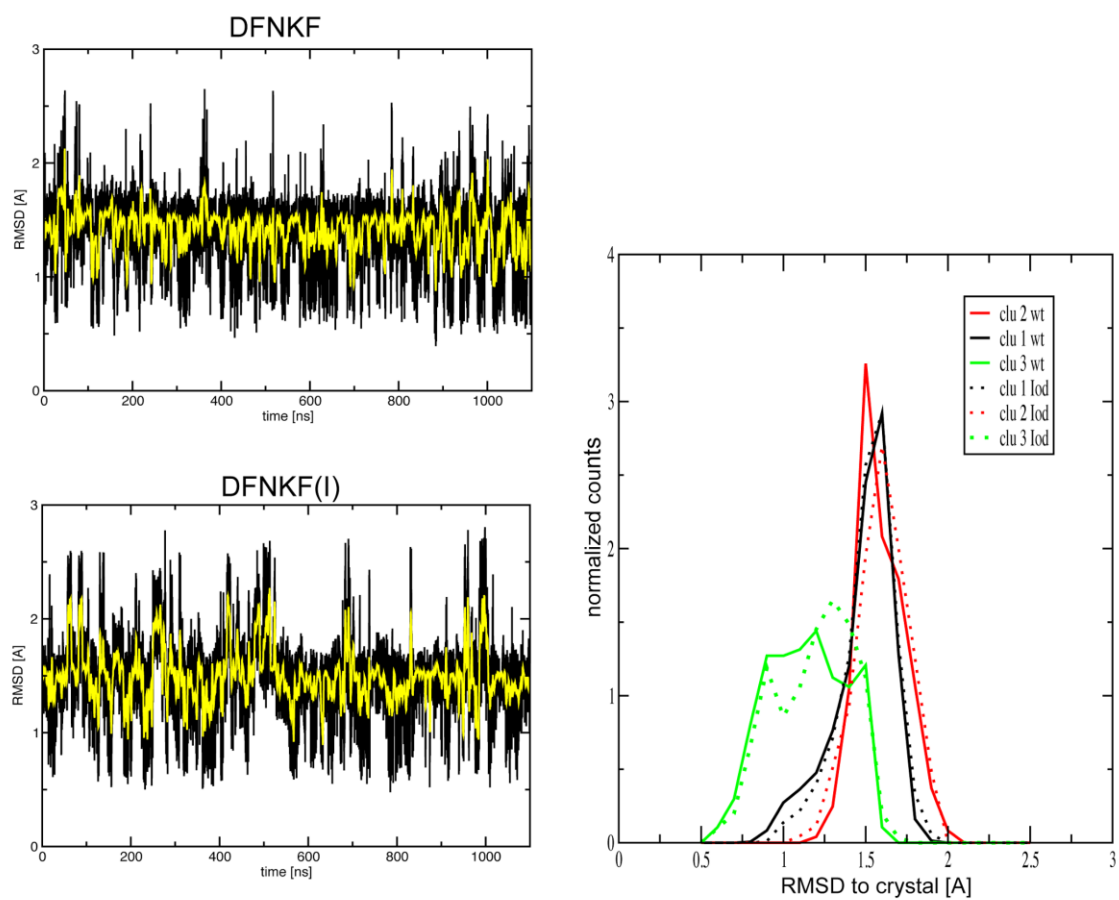 DFNKF
3
2
1
0
RMSD [A]
0 200 400 600 800 1000
time [ns]
DFNKF(I)
3
2
1
0
RMSD [A]
0 200 400 600 800 1000
time [ns]
4
3
2
1
0
normalized counts
clu 2 wt
clu 1 wt
clu 3 wt
clu 1 Iod
clu 2 Iod
clu 3 Iod
0 0.5 1 1.5 2 2.5 3
RMSD to crystal [A]